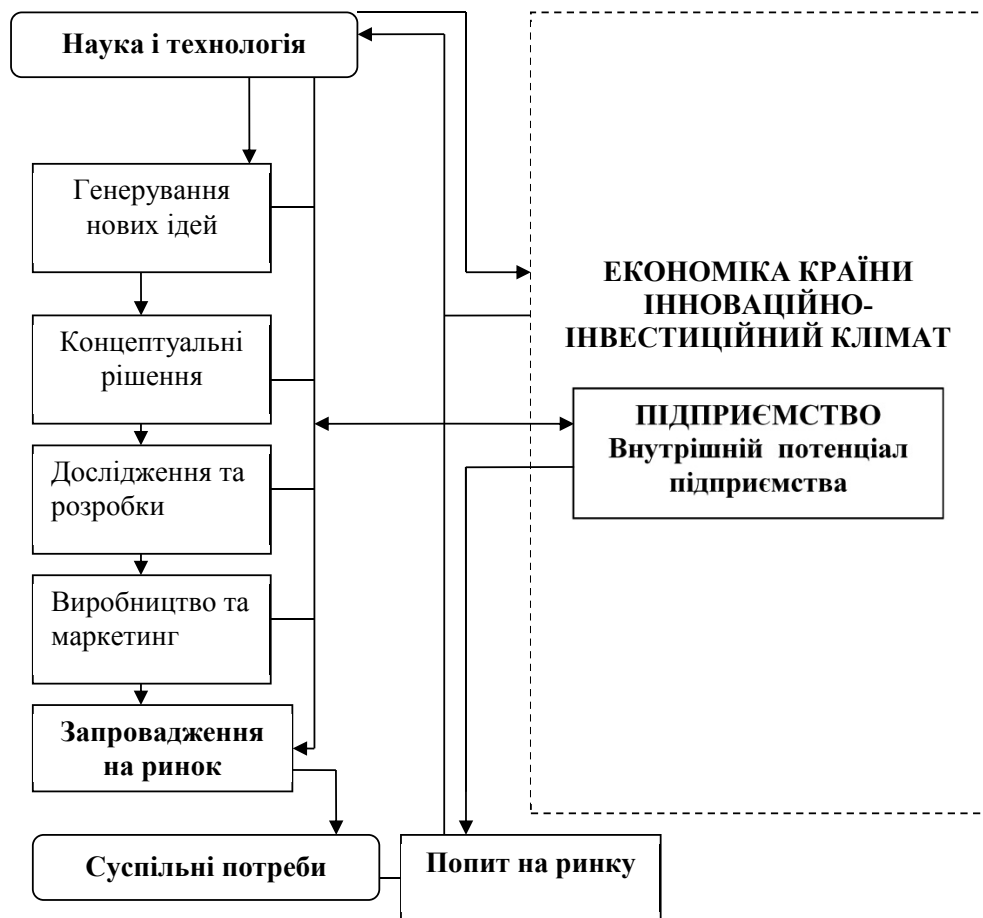 Наука і технологія
Генерування
нових ідей
Концептуальні
рішення
Дослідження та
розробки
Виробництво та
маркетинг
Запровадження
на ринок
Суспільні потреби
Попит на ринку
ЕКОНОМІКА КРАЇНИ
ІННОВАЦІЙНО-
ІНВЕСТИЦІЙНИЙ КЛІМАТ
ПІДПРИЄМСТВО
Внутрішній потенціал
підприємства